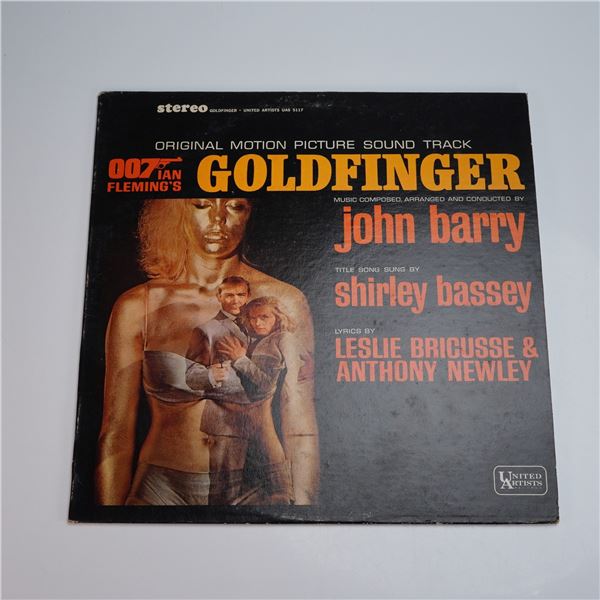 stereo GOLDFINGER - UNITED ARTISTS UAS 5117
ORIGINAL MOTION PICTURE SOUND TRACK
007 IAN FLEMING'S GOLDFINGER
MUSIC COMPOSED, ARRANGED AND CONDUCTED BY
john barry
TITLE SONG SUNG BY
shirley bassey
LYRICS BY
LESLIE BRICUSSE &
ANTHONY NEWLEY
UNITED
ARTISTS